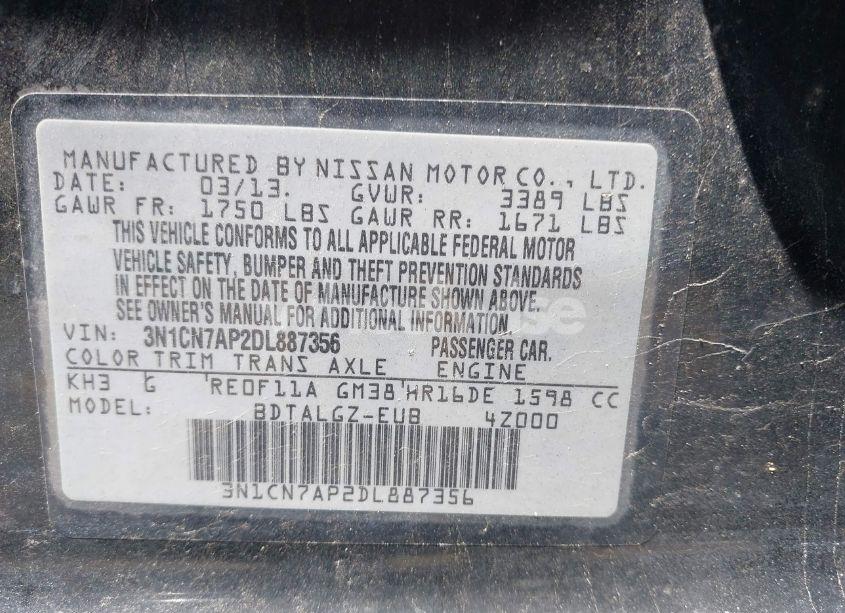 MANUFACTURED BY NISSAN MOTOR CO., LTD.
DATE: 03/13. GVWR: 3389 LBS
GAWR FR: 1750 LBS GAWR RR: 1671 LBS
THIS VEHICLE CONFORMS TO ALL APPLICABLE FEDERAL MOTOR
VEHICLE SAFETY, BUMPER AND THEFT PREVENTION STANDARDS
IN EFFECT ON THE DATE OF MANUFACTURE SHOWN ABOVE.
SEE OWNER'S MANUAL FOR ADDITIONAL INFORMATION
VIN: 3N1CN7AP2DL887356 PASSENGER CAR.
COLOR TRIM TRANS AXLE ENGINE
KH3 G RE0F11A GM38 HR16DE 1598 CC
MODEL: BDTALGZ-EUB 4Z000
3N1CN7AP2DL887356